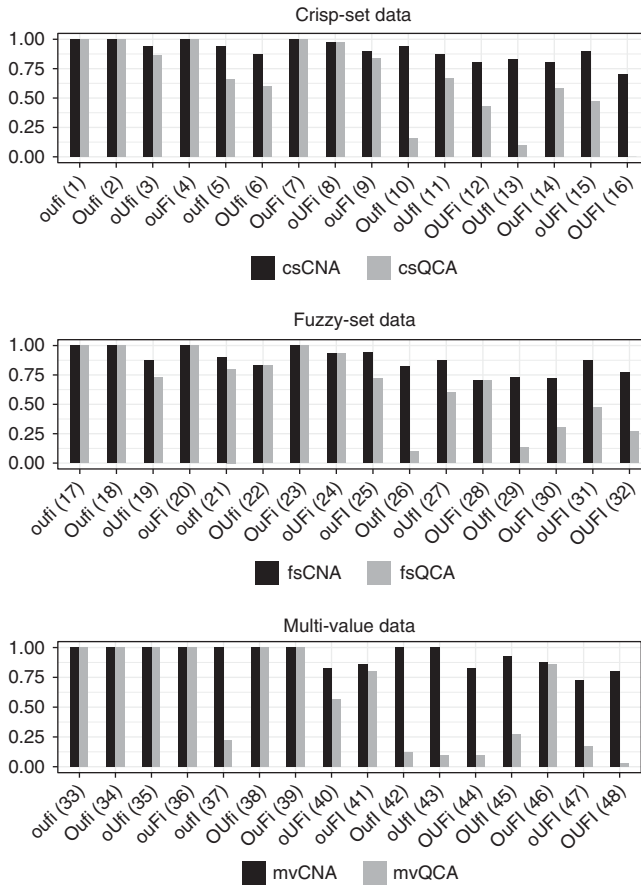 Crisp-set data
1.00
0.75
0.50
0.25
0.00
oufi (1)
Oufi (2)
oUfi (3)
ouFi (4)
oufI (5)
OUfi (6)
OuFi (7)
ouFI (8)
oUFi (9)
OufI (10)
oUfI (11)
OUFi (12)
OUfI (13)
OuFI (14)
oUFI (15)
OUFI (16)
csCNA csQCA
Fuzzy-set data
1.00
0.75
0.50
0.25
0.00
oufi (17)
Oufi (18)
oUfi (19)
ouFi (20)
oufI (21)
OUfi (22)
OuFi (23)
ouFI (24)
oUFi (25)
OufI (26)
oUfI (27)
OUFi (28)
OUfI (29)
OuFI (30)
oUFI (31)
OUFI (32)
fsCNA fsQCA
Multi-value data
1.00
0.75
0.50
0.25
0.00
oufi (33)
Oufi (34)
oUfi (35)
ouFi (36)
oufI (37)
OUfi (38)
OuFi (39)
ouFI (40)
oUFi (41)
OufI (42)
oUfI (43)
OUFi (44)
OUfI (45)
OuFI (46)
oUFI (47)
OUFI (48)
mvCNA mvQCA